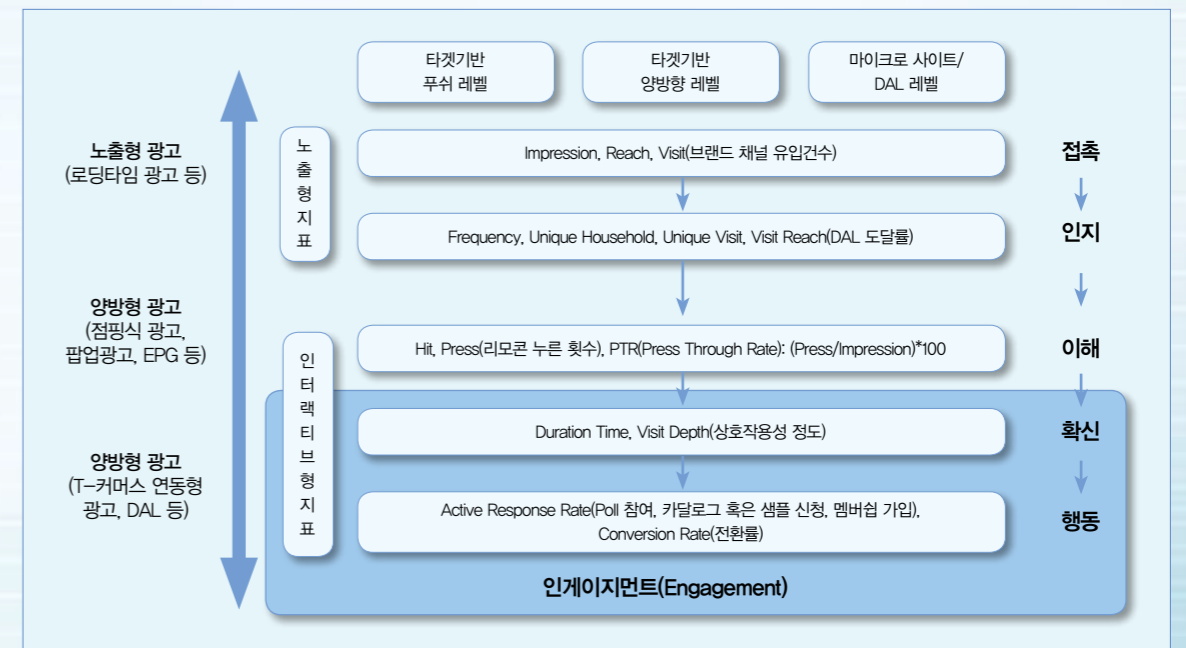 타겟기반
푸쉬 레벨
타겟기반
양방향 레벨
마이크로 사이트/
DAL 레벨
노출형 광고
(로딩타임 광고 등)
노
출
형
지
표
Impression, Reach, Visit(브랜드 채널 유입건수)
접촉
Frequency, Unique Household, Unique Visit, Visit Reach(DAL 도달률)
인지
양방형 광고
(점핑식 광고,
팝업광고, EPG 등)
인
터
랙
티
브
형
지
표
Hit, Press(리모콘 누른 횟수), PTR(Press Through Rate): (Press/Impression)*100
이해
Duration Time, Visit Depth(상호작용성 정도)
확신
양방형 광고
(T-커머스 연동형
광고, DAL 등)
Active Response Rate(Poll 참여, 카달로그 혹은 샘플 신청, 멤버쉽 가입),
Conversion Rate(전환률)
행동
인게이지먼트(Engagement)